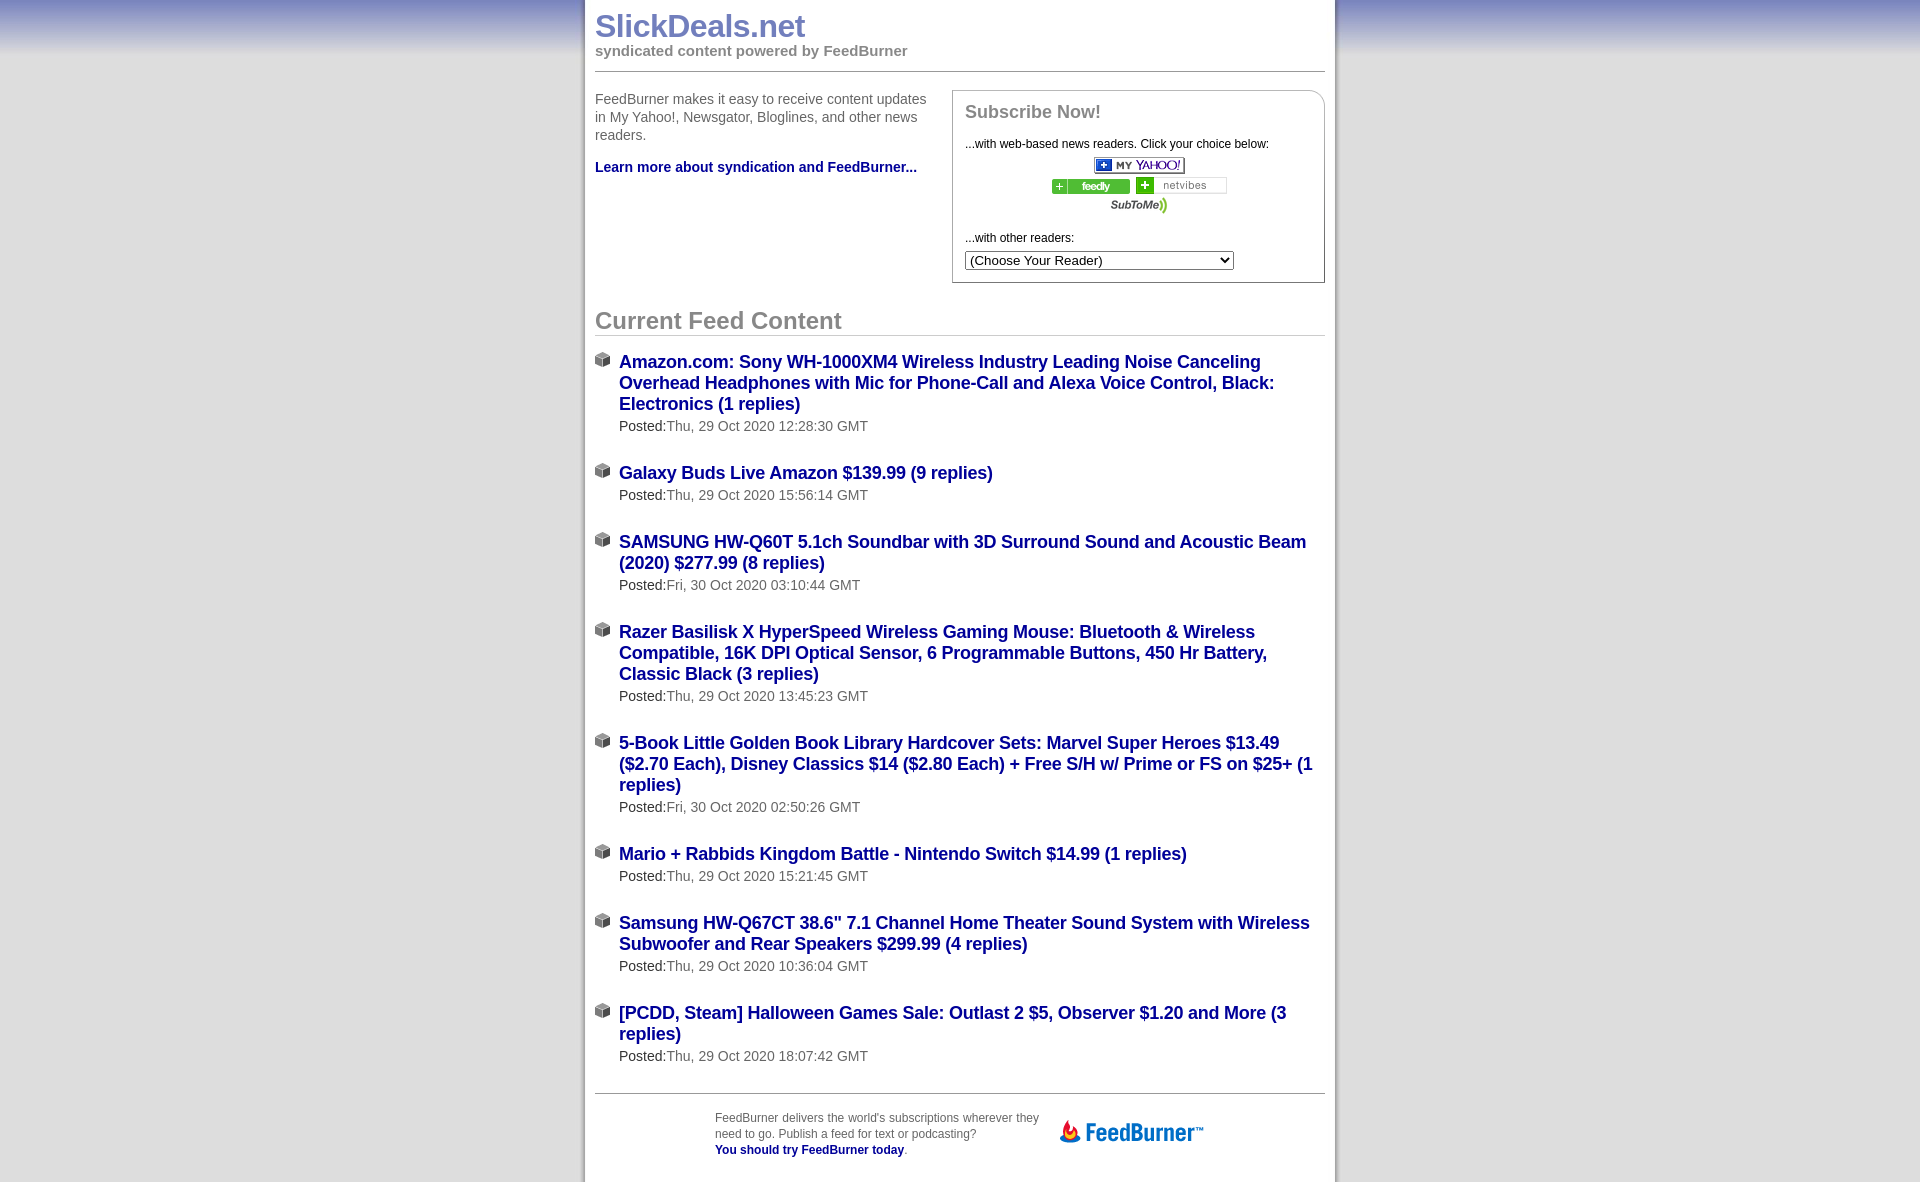 SlickDeals.net
syndicated content powered by FeedBurner
FeedBurner makes it easy to receive content updates
in My Yahoo!, Newsgator, Bloglines, and other news
readers.
Learn more about syndication and FeedBurner...
Subscribe Now!
...with web-based news readers. Click your choice below:
MY YAHOO!
feedly
netvibes
SubToMe
...with other readers:
(Choose Your Reader)
Current Feed Content
Amazon.com: Sony WH-1000XM4 Wireless Industry Leading Noise Canceling
Overhead Headphones with Mic for Phone-Call and Alexa Voice Control, Black:
Electronics (1 replies)
Posted:Thu, 29 Oct 2020 12:28:30 GMT
Galaxy Buds Live Amazon $139.99 (9 replies)
Posted:Thu, 29 Oct 2020 15:56:14 GMT
SAMSUNG HW-Q60T 5.1ch Soundbar with 3D Surround Sound and Acoustic Beam
(2020) $277.99 (8 replies)
Posted:Fri, 30 Oct 2020 03:10:44 GMT
Razer Basilisk X HyperSpeed Wireless Gaming Mouse: Bluetooth & Wireless
Compatible, 16K DPI Optical Sensor, 6 Programmable Buttons, 450 Hr Battery,
Classic Black (3 replies)
Posted:Thu, 29 Oct 2020 13:45:23 GMT
5-Book Little Golden Book Library Hardcover Sets: Marvel Super Heroes $13.49
($2.70 Each), Disney Classics $14 ($2.80 Each) + Free S/H w/ Prime or FS on $25+ (1
replies)
Posted:Fri, 30 Oct 2020 02:50:26 GMT
Mario + Rabbids Kingdom Battle - Nintendo Switch $14.99 (1 replies)
Posted:Thu, 29 Oct 2020 15:21:45 GMT
Samsung HW-Q67CT 38.6" 7.1 Channel Home Theater Sound System with Wireless
Subwoofer and Rear Speakers $299.99 (4 replies)
Posted:Thu, 29 Oct 2020 10:36:04 GMT
[PCDD, Steam] Halloween Games Sale: Outlast 2 $5, Observer $1.20 and More (3
replies)
Posted:Thu, 29 Oct 2020 18:07:42 GMT
FeedBurner delivers the world's subscriptions wherever they
need to go. Publish a feed for text or podcasting?
You should try FeedBurner today.
FeedBurner™